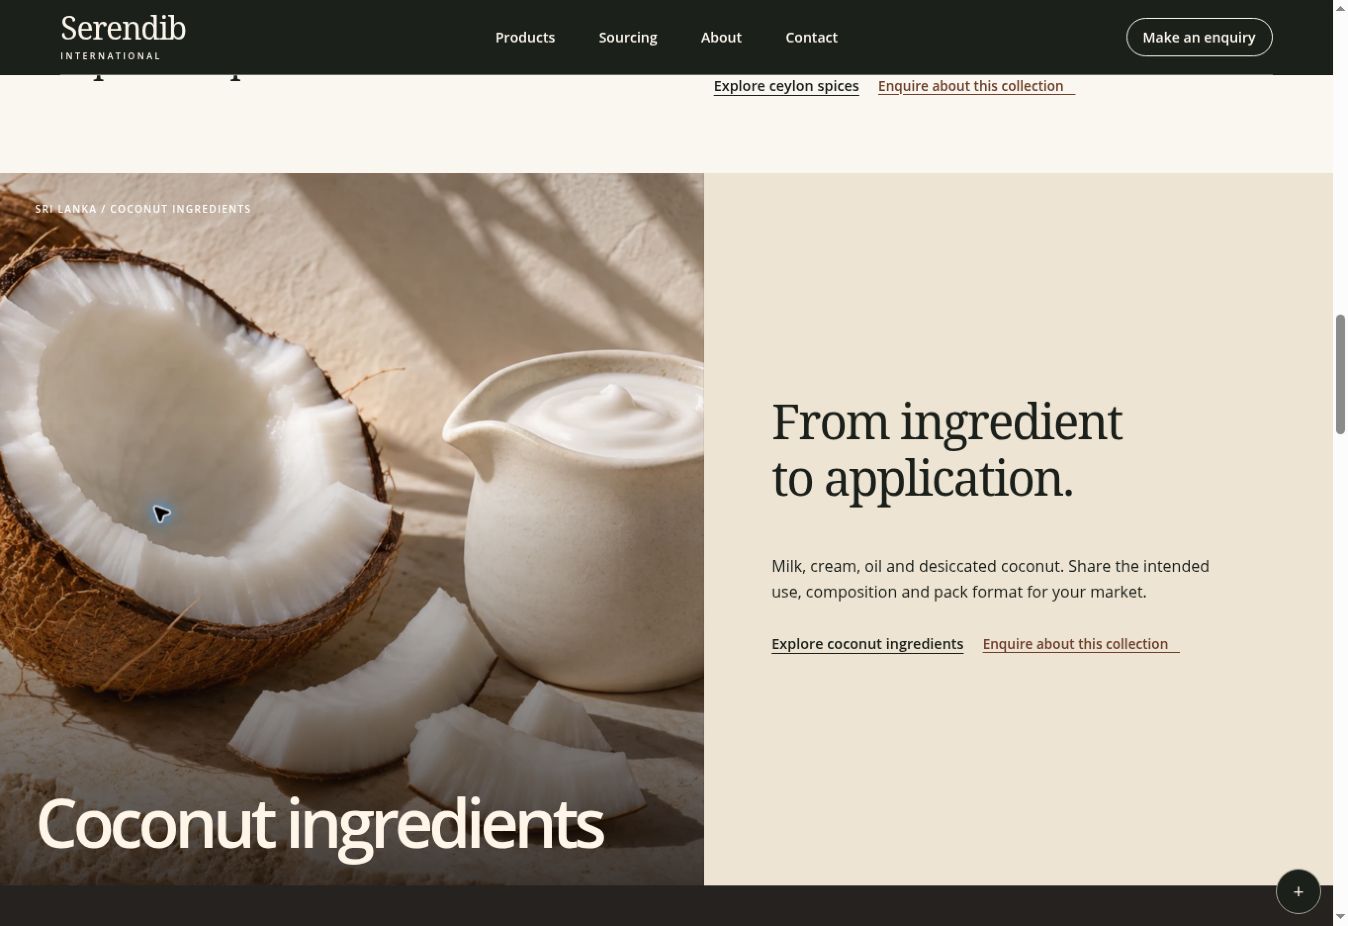 Serendib
INTERNATIONAL
Products
Sourcing
About
Contact
Make an enquiry
Explore ceylon spices
Enquire about this collection
SRI LANKA / COCONUT INGREDIENTS
From ingredient
to application.
Milk, cream, oil and desiccated coconut. Share the intended
use, composition and pack format for your market.
Explore coconut ingredients
Enquire about this collection
Coconut ingredients
+